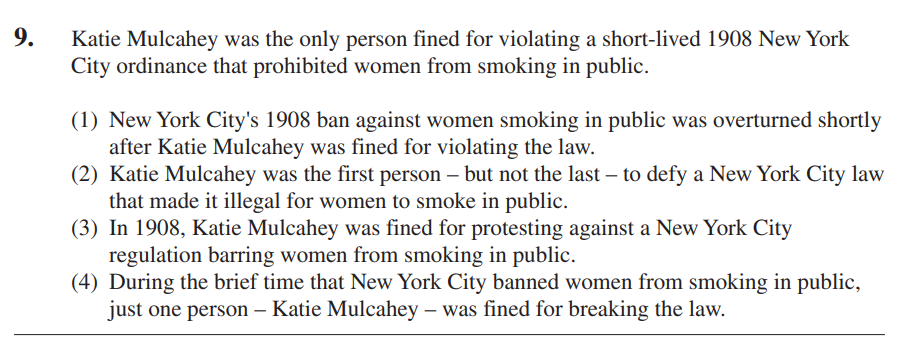 9. Katie Mulcahey was the only person fined for violating a short-lived 1908 New York
City ordinance that prohibited women from smoking in public.
(1) New York City's 1908 ban against women smoking in public was overturned shortly
after Katie Mulcahey was fined for violating the law.
(2) Katie Mulcahey was the first person – but not the last – to defy a New York City law
that made it illegal for women to smoke in public.
(3) In 1908, Katie Mulcahey was fined for protesting against a New York City
regulation barring women from smoking in public.
(4) During the brief time that New York City banned women from smoking in public,
just one person – Katie Mulcahey – was fined for breaking the law.